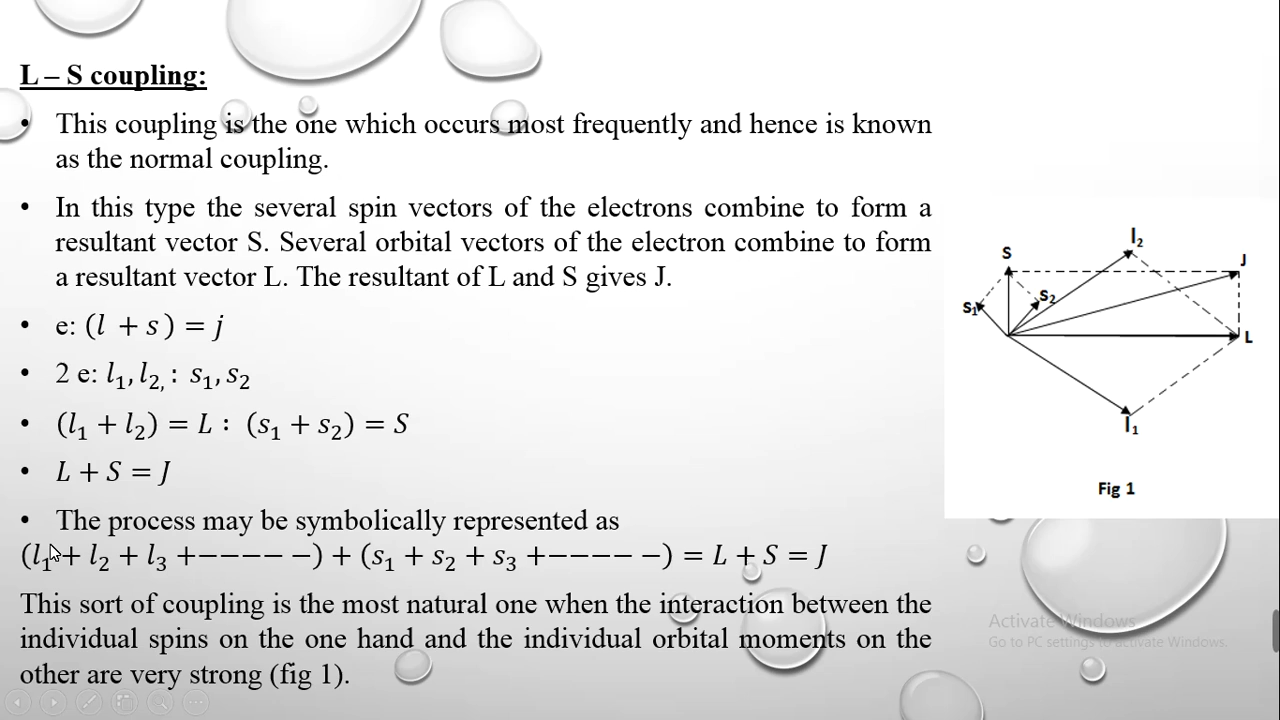 L – S coupling:
• This coupling is the one which occurs most frequently and hence is known
as the normal coupling.
• In this type the several spin vectors of the electrons combine to form a
resultant vector S. Several orbital vectors of the electron combine to form
a resultant vector L. The resultant of L and S gives J.
• e: (l + s) = j
• 2 e: l₁, l₂, : s₁, s₂
• (l₁ + l₂) = L : (s₁ + s₂) = S
• L + S = J
• The process may be symbolically represented as
(l₁ + l₂ + l₃ +−−−−− −) + (s₁ + s₂ + s₃ +−−−−− −) = L + S = J
This sort of coupling is the most natural one when the interaction between the
individual spins on the one hand and the individual orbital moments on the
other are very strong (fig 1).
S
l₂
J
s₁
s₂
L
l₁
Fig 1
Activate Windows
Go to PC settings to activate Windows.